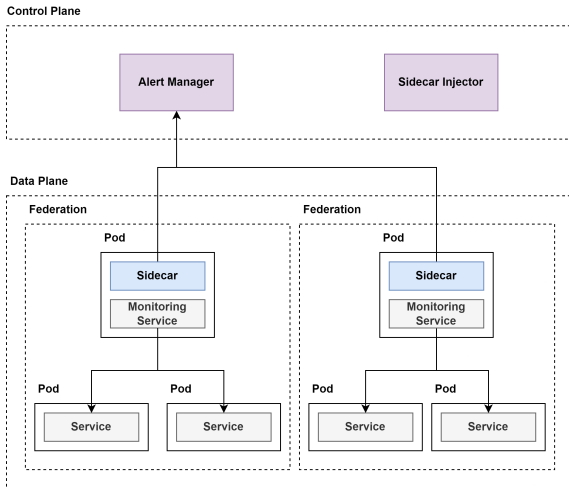 Control Plane
Alert Manager
Sidecar Injector
Data Plane
Federation
Federation
Pod
Pod
Sidecar
Sidecar
Monitoring
Service
Monitoring
Service
Pod
Pod
Pod
Pod
Service
Service
Service
Service